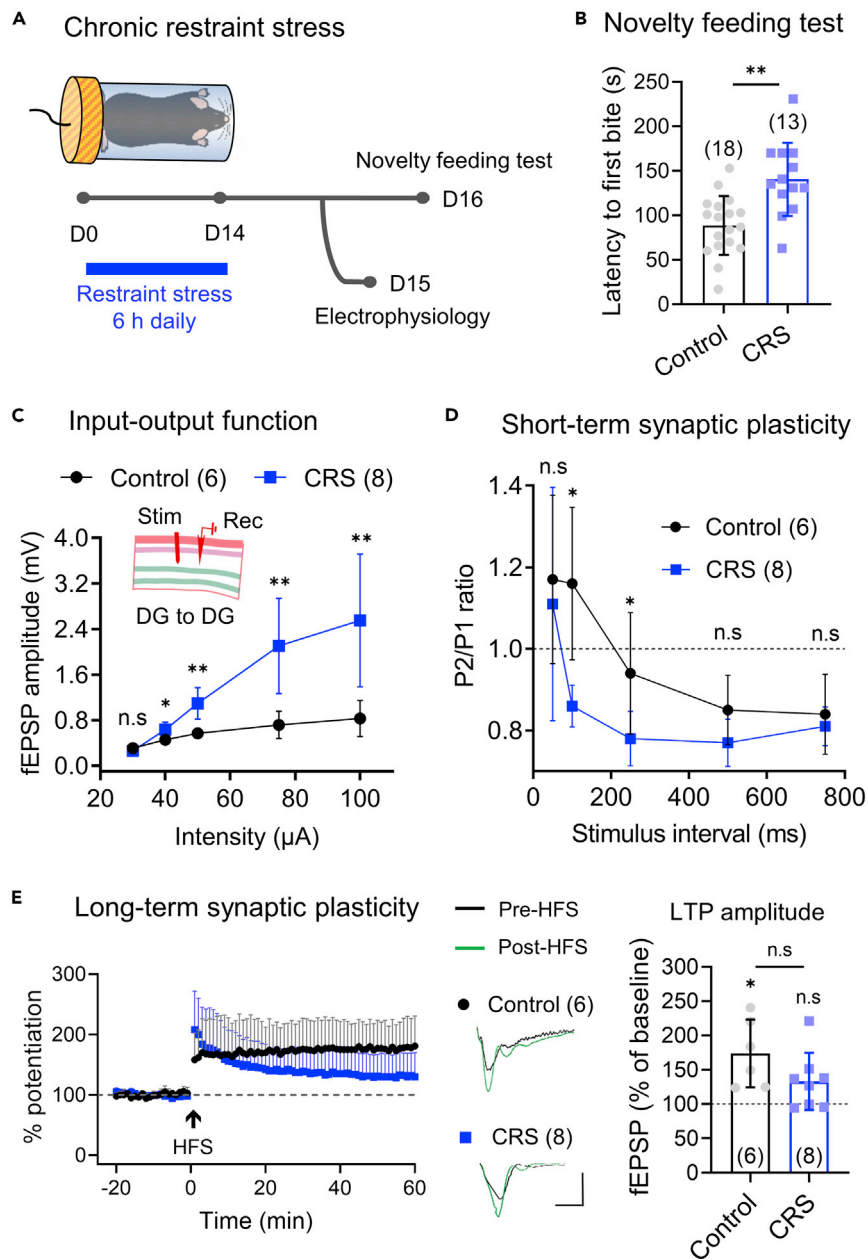 A Chronic restraint stress
Novelty feeding test
D0
D14
D16
Restraint stress
6 h daily
D15
Electrophysiology
B Novelty feeding test
Latency to first bite (s)
250
200
150
100
50
0
**
(18)
(13)
Control
CRS
C Input-output function
Control (6)
CRS (8)
Stim
Rec
DG to DG
fEPSP amplitude (mV)
4.0
3.2
2.4
1.6
0.8
0.0
n.s
*
**
**
**
20 40 60 80 100
Intensity (µA)
D Short-term synaptic plasticity
Control (6)
CRS (8)
P2/P1 ratio
1.4
1.2
1.0
0.8
n.s
*
*
n.s
n.s
0 200 400 600 800
Stimulus interval (ms)
E Long-term synaptic plasticity
% potentiation
300
200
100
0
HFS
-20 0 20 40 60
Time (min)
Pre-HFS
Post-HFS
Control (6)
CRS (8)
LTP amplitude
fEPSP (% of baseline)
300
250
200
150
100
50
0
n.s
*
n.s
(6)
(8)
Control
CRS